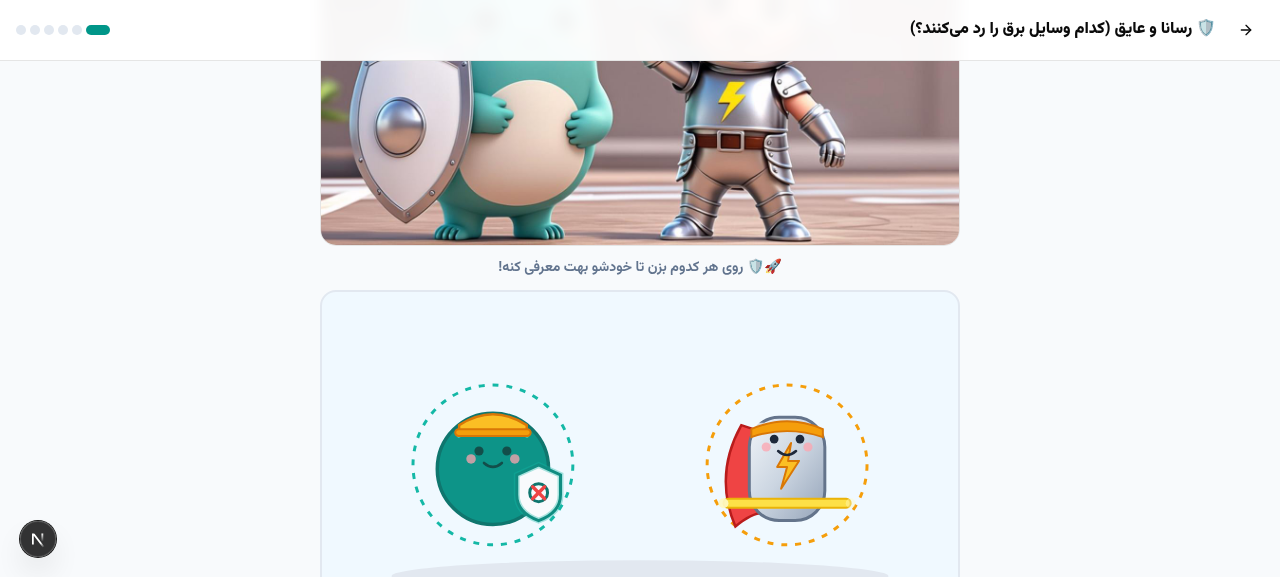 🛡️ رسانا و عایق (کدام وسایل برق را رد می‌کنند؟)
🚀🛡️ روی هر کدوم بزن تا خودشو بهت معرفی کنه!
N